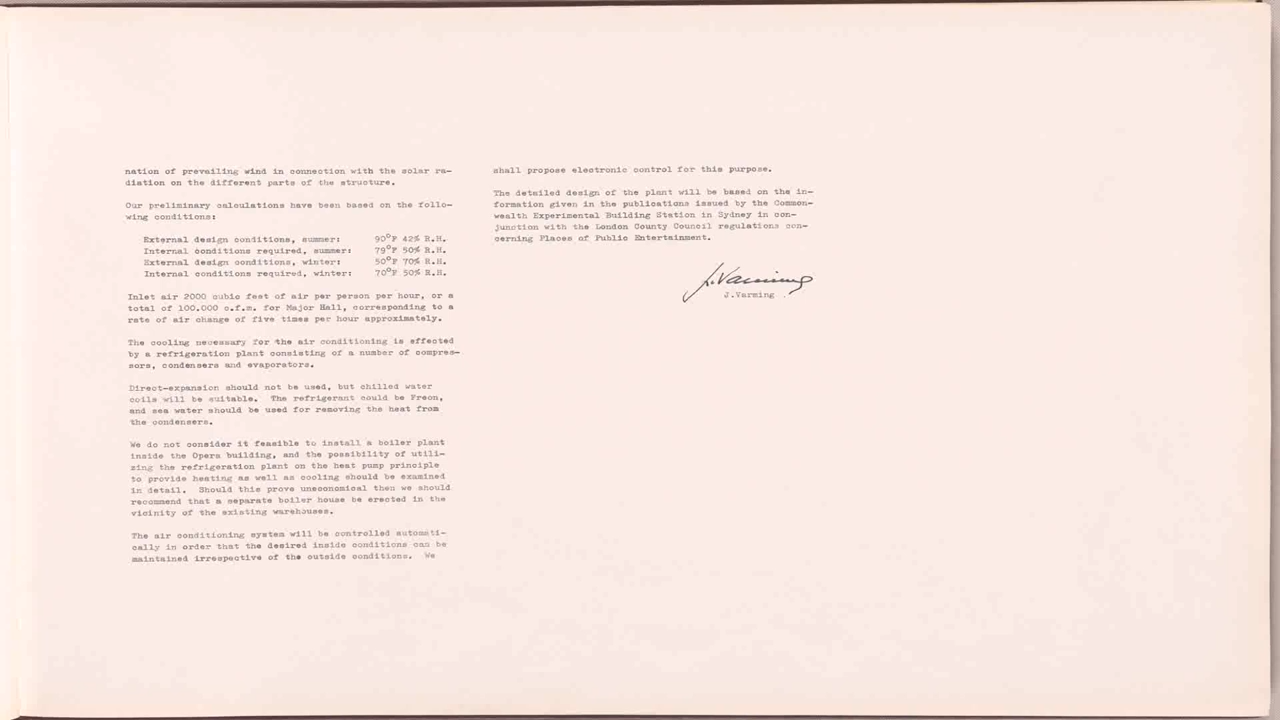 nation of prevailing wind in connection with the solar ra-
diation on the different parts of the structure.
Our preliminary calculations have been based on the follo-
wing conditions:
External design conditions, summer: 90°F 42% R.H.
Internal conditions required, summer: 79°F 50% R.H.
External design conditions, winter: 50°F 70% R.H.
Internal conditions required, winter: 70°F 50% R.H.
Inlet air 2000 cubic feet of air per person per hour, or a
total of 100.000 c.f.m. for Major Hall, corresponding to a
rate of air change of five times per hour approximately.
The cooling necessary for the air conditioning is effected
by a refrigeration plant consisting of a number of compres-
sors, condensers and evaporators.
Direct-expansion should not be used, but chilled water
coils will be suitable. The refrigerant could be Freon,
and sea water should be used for removing the heat from
the condensers.
We do not consider it feasible to install a boiler plant
inside the Opera building, and the possibility of utili-
zing the refrigeration plant on the heat pump principle
to provide heating as well as cooling should be examined
in detail. Should this prove uneconomical then we should
recommend that a separate boiler house be erected in the
vicinity of the existing warehouses.
The air conditioning system will be controlled automati-
cally in order that the desired inside conditions can be
maintained irrespective of the outside conditions. We
shall propose electronic control for this purpose.
The detailed design of the plant will be based on the in-
formation given in the publications issued by the Common-
wealth Experimental Building Station in Sydney in con-
junction with the London County Council regulations con-
cerning Places of Public Entertainment.
J. Varming
J.Varming